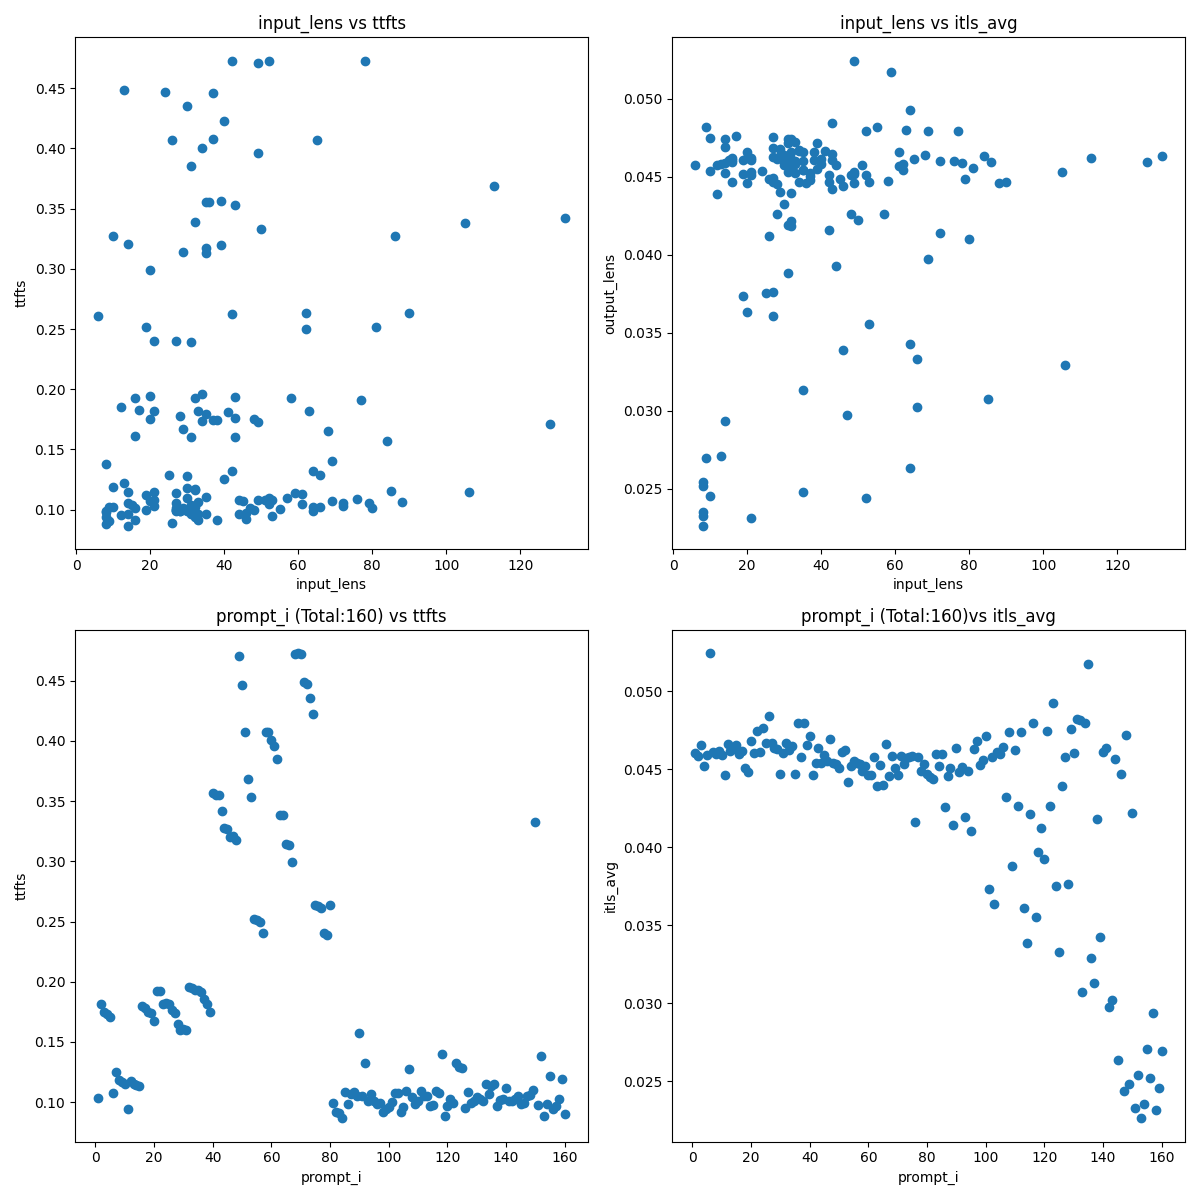 input_lens vs ttfts
ttfts
0.45
0.40
0.35
0.30
0.25
0.20
0.15
0.10
0 20 40 60 80 100 120
input_lens
input_lens vs itls_avg
output_lens
0.050
0.045
0.040
0.035
0.030
0.025
0 20 40 60 80 100 120
input_lens
prompt_i (Total:160) vs ttfts
ttfts
0.45
0.40
0.35
0.30
0.25
0.20
0.15
0.10
0 20 40 60 80 100 120 140 160
prompt_i
prompt_i (Total:160)vs itls_avg
itls_avg
0.050
0.045
0.040
0.035
0.030
0.025
0 20 40 60 80 100 120 140 160
prompt_i